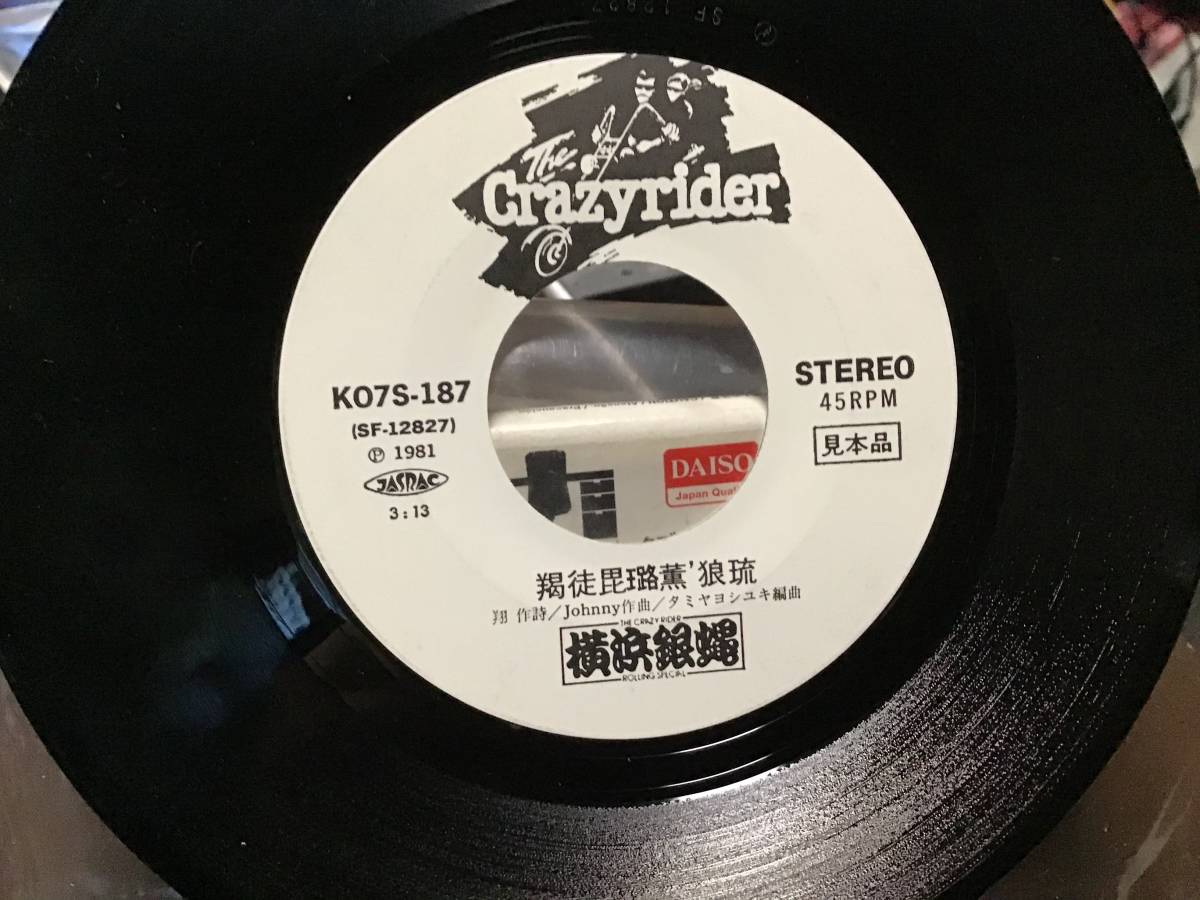 SF 12827
The
Crazyrider
K07S-187
(SF-12827)
Ⓟ 1981
JASRAC
3:13
STEREO
45RPM
見本品
DAISO
Japan Quali
羯徒毘璐薫'狼琉
翔 作詩/Johnny作曲/タミヤヨシユキ編曲
THE CRAZY RIDER
横浜銀蝿
ROLLING SPECIAL